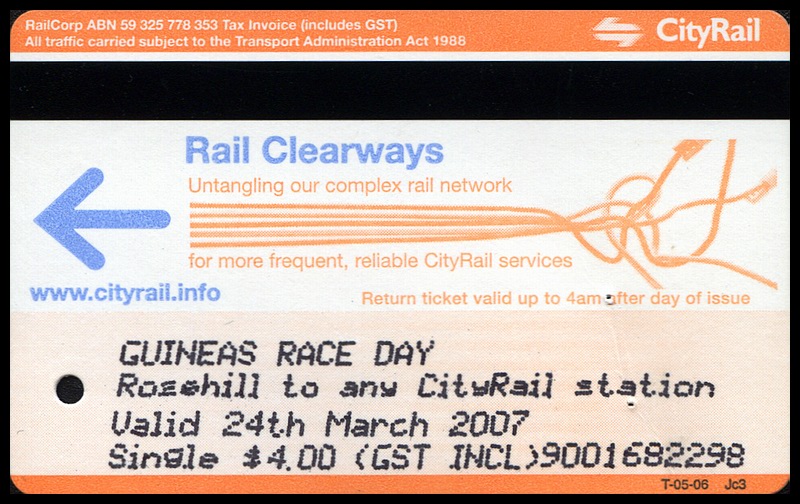 RailCorp ABN 59 325 778 353 Tax Invoice (includes GST)
All traffic carried subject to the Transport Administration Act 1988
CityRail
Rail Clearways
Untangling our complex rail network
for more frequent, reliable CityRail services
www.cityrail.info
Return ticket valid up to 4am after day of issue
GUINEAS RACE DAY
Rosehill to any CityRail station
Valid 24th March 2007
Single $4.00 (GST INCL)9001682298
T-05-06 Jc3